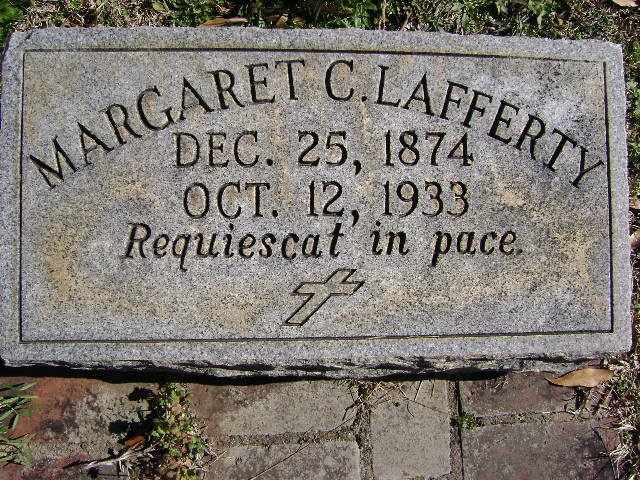 MARGARET C. LAFFERTY
DEC. 25, 1874
OCT. 12, 1933
Requiescat in pace.